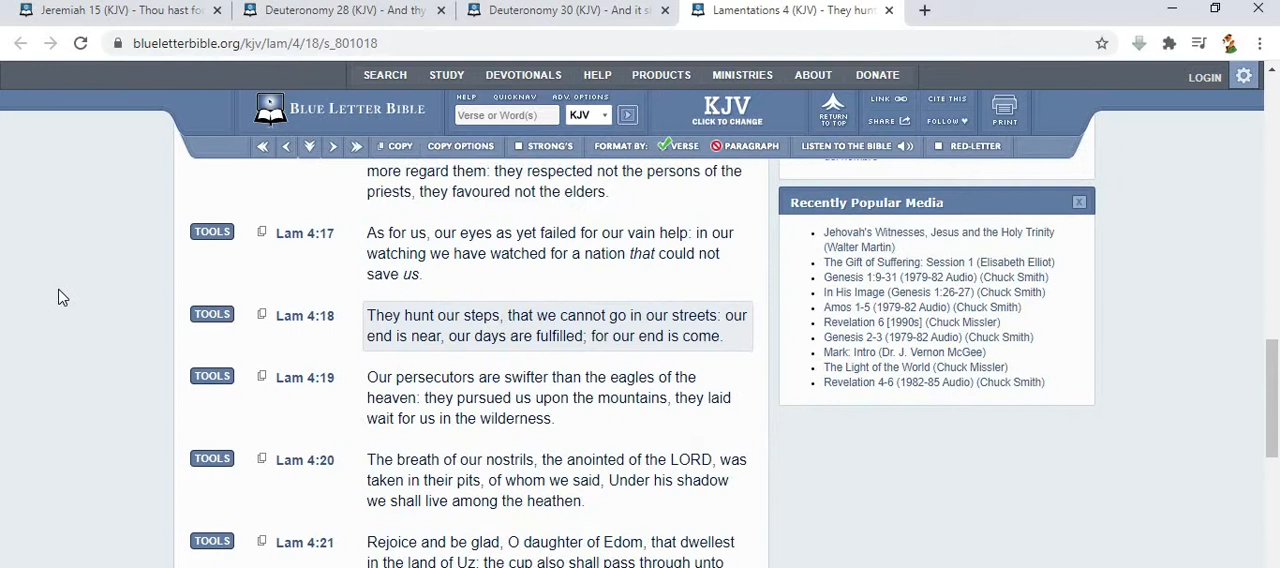 Jeremiah 15 (KJV) - Thou hast fo
Deuteronomy 28 (KJV) - And thy
Deuteronomy 30 (KJV) - And it s
Lamentations 4 (KJV) - They hun
blueletterbible.org/kjv/lam/4/18/s_801018
SEARCH STUDY DEVOTIONALS HELP PRODUCTS MINISTRIES ABOUT DONATE
LOGIN
BLUE LETTER BIBLE
HELP QUICKNAV ADV. OPTIONS
Verse or Word(s) KJV
KJV
CLICK TO CHANGE
RETURN
TO TOP
LINK CITE THIS
SHARE FOLLOW
PRINT
COPY COPY OPTIONS STRONG'S FORMAT BY: VERSE PARAGRAPH LISTEN TO THE BIBLE RED-LETTER
more regard them: they respected not the persons of the
priests, they favoured not the elders.
TOOLS Lam 4:17 As for us, our eyes as yet failed for our vain help: in our
watching we have watched for a nation that could not
save us.
TOOLS Lam 4:18 They hunt our steps, that we cannot go in our streets: our
end is near, our days are fulfilled; for our end is come.
TOOLS Lam 4:19 Our persecutors are swifter than the eagles of the
heaven: they pursued us upon the mountains, they laid
wait for us in the wilderness.
TOOLS Lam 4:20 The breath of our nostrils, the anointed of the LORD, was
taken in their pits, of whom we said, Under his shadow
we shall live among the heathen.
TOOLS Lam 4:21 Rejoice and be glad, O daughter of Edom, that dwellest
in the land of Uz; the cup also shall pass through unto
Recently Popular Media
Jehovah's Witnesses, Jesus and the Holy Trinity
(Walter Martin)
The Gift of Suffering: Session 1 (Elisabeth Elliot)
Genesis 1:9-31 (1979-82 Audio) (Chuck Smith)
In His Image (Genesis 1:26-27) (Chuck Smith)
Amos 1-5 (1979-82 Audio) (Chuck Smith)
Revelation 6 [1990s] (Chuck Missler)
Genesis 2-3 (1979-82 Audio) (Chuck Smith)
Mark: Intro (Dr. J. Vernon McGee)
The Light of the World (Chuck Missler)
Revelation 4-6 (1982-85 Audio) (Chuck Smith)